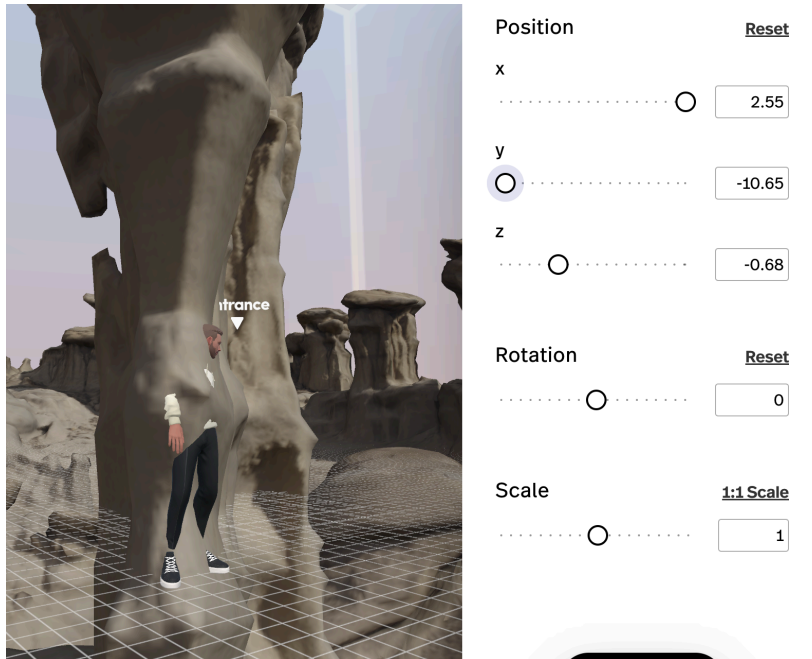 ntrance
Position
Reset
x
2.55
y
-10.65
z
-0.68
Rotation
Reset
0
Scale
1:1 Scale
1